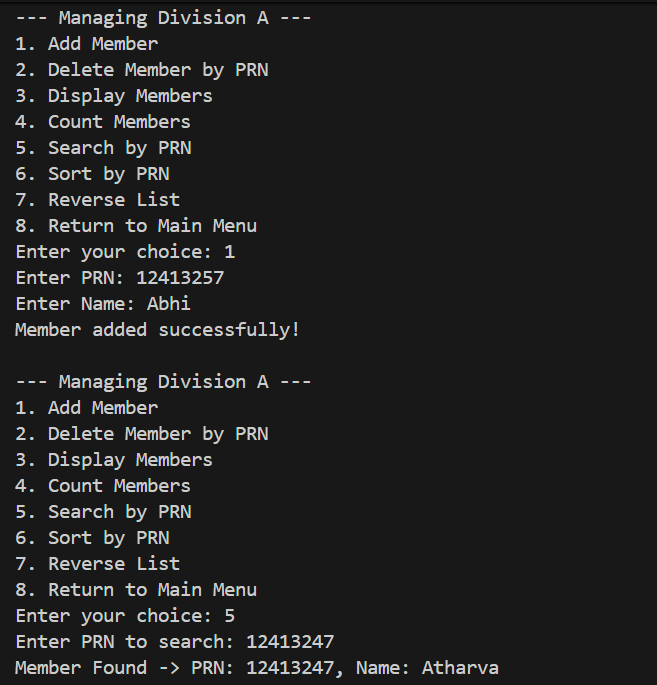 --- Managing Division A ---
1. Add Member
2. Delete Member by PRN
3. Display Members
4. Count Members
5. Search by PRN
6. Sort by PRN
7. Reverse List
8. Return to Main Menu
Enter your choice: 1
Enter PRN: 12413257
Enter Name: Abhi
Member added successfully!

--- Managing Division A ---
1. Add Member
2. Delete Member by PRN
3. Display Members
4. Count Members
5. Search by PRN
6. Sort by PRN
7. Reverse List
8. Return to Main Menu
Enter your choice: 5
Enter PRN to search: 12413247
Member Found -> PRN: 12413247, Name: Atharva